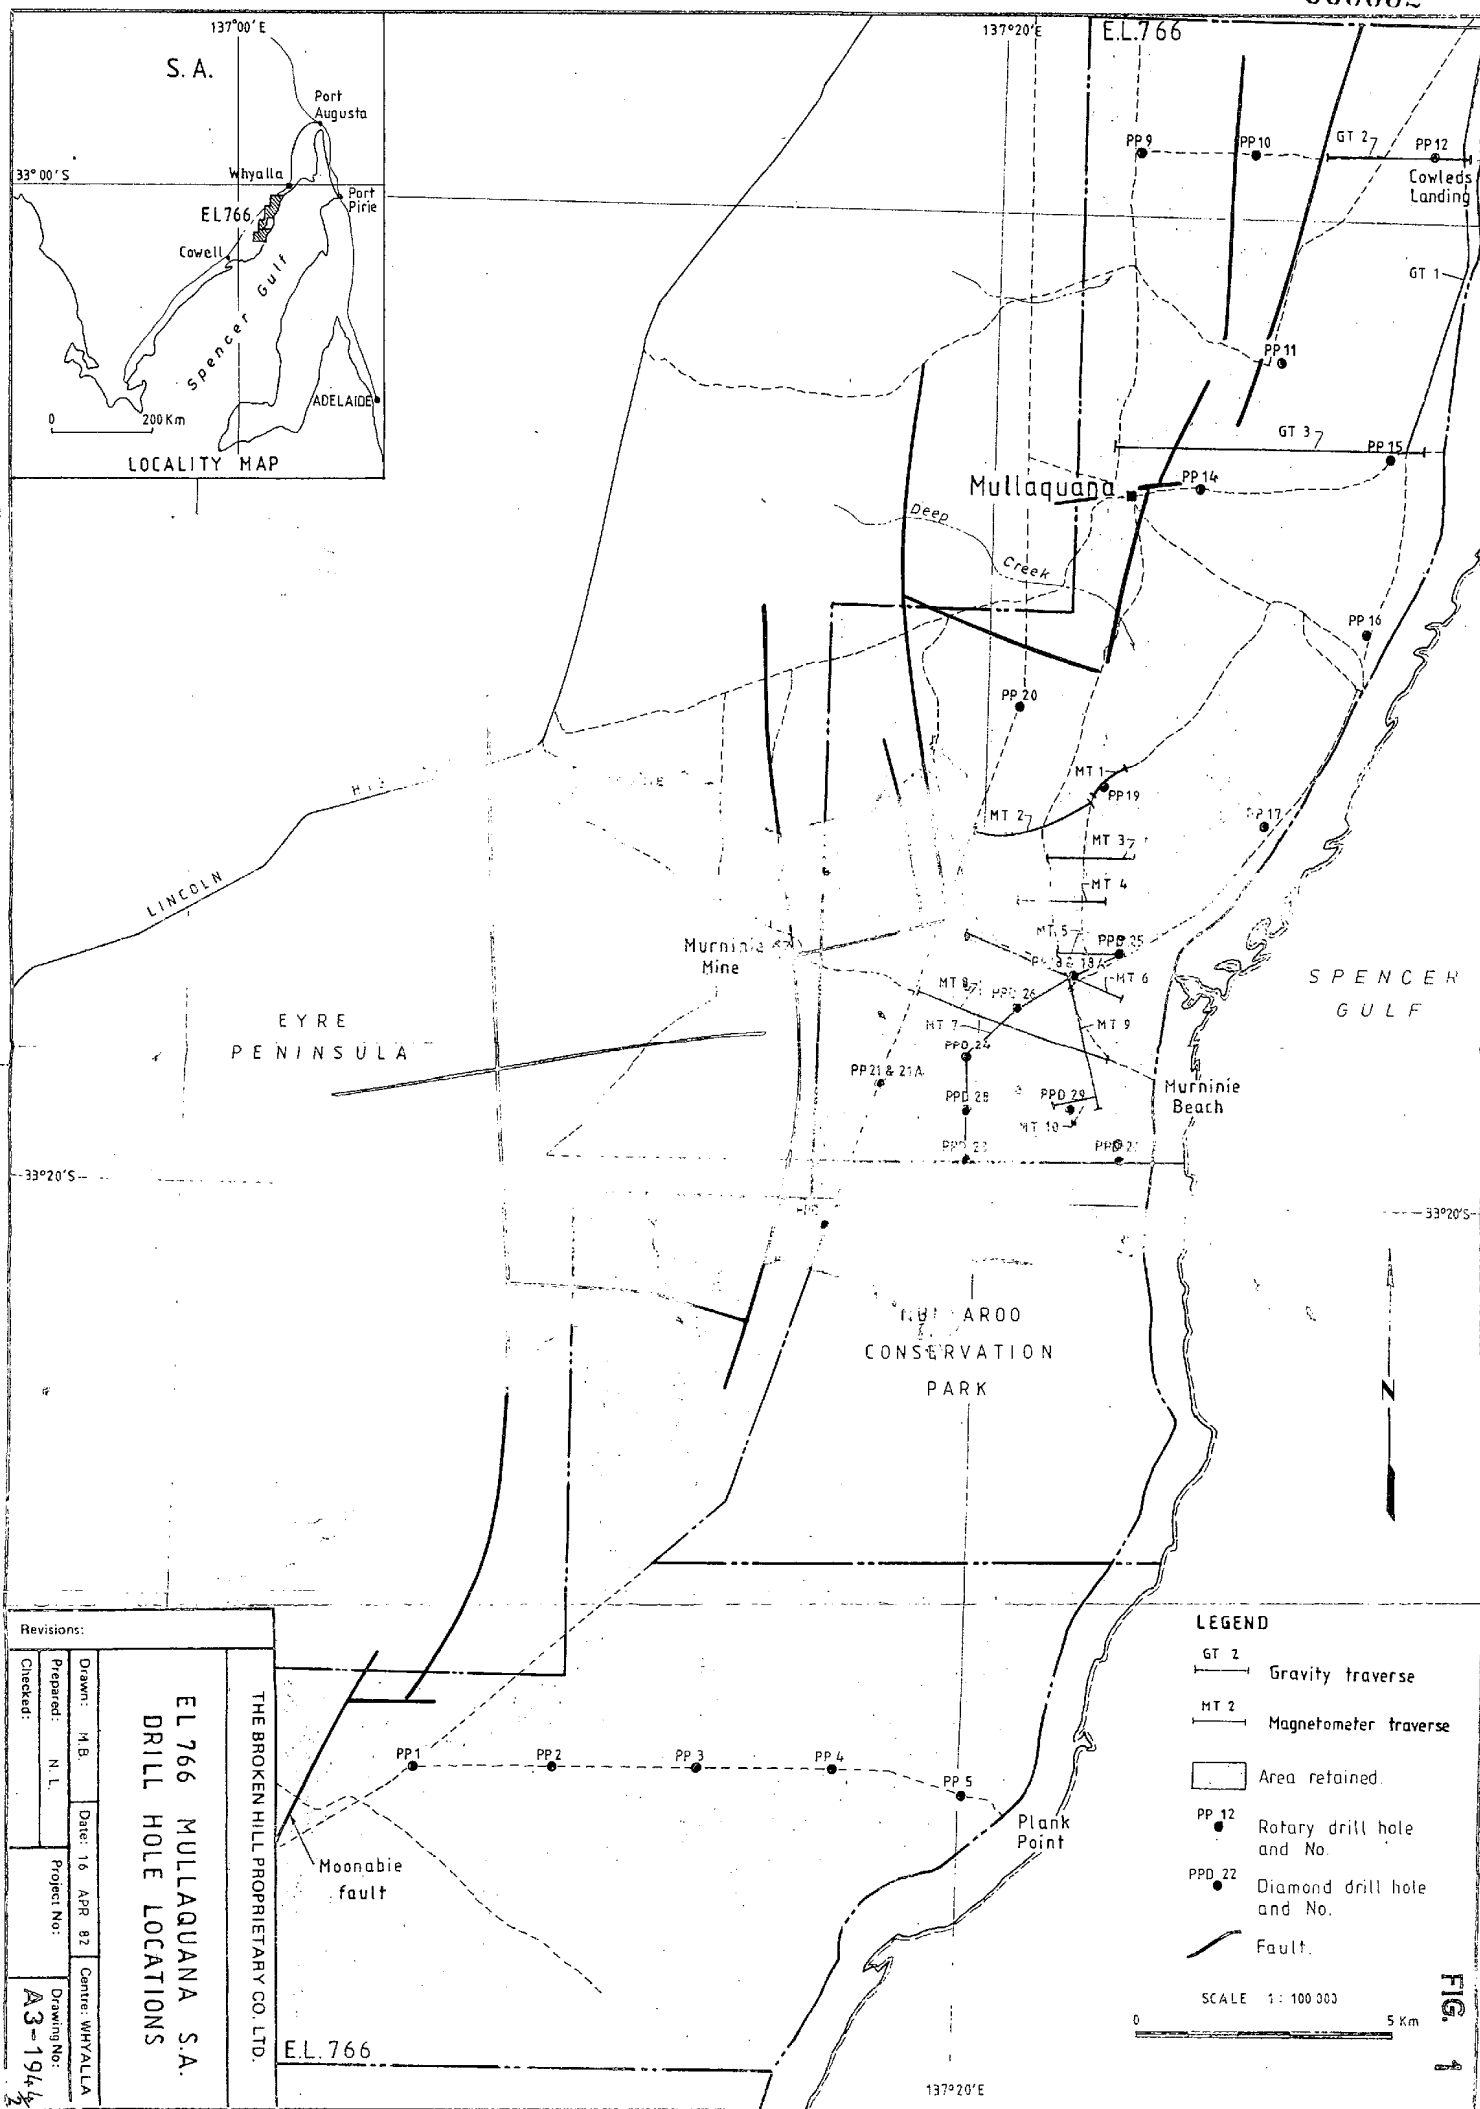 137°00'E
137°20'E
E.L.766
S. A.
Port
Augusta
Whyalla
33°00'S
Port
Pirie
EL766
Cowell
Spencer Gulf
ADELAIDE
0
200 Km
LOCALITY MAP
PP 9
PP 10
GT 2
PP 12
Cowleds
Landing
GT 1
PP 11
GT 3
PP 15
Mullaquana
PP 14
Deep
Creek
PP 16
PP 20
MT 1
PP 19
MT 2
PP 17
MT 3
MT 4
LINCOLN
MT 5
PPD 25
Murninie
Mine
MT 6
MT 8
PPD 26
MT 7
MT 9
SPENCER
GULF
EYRE
PENINSULA
PPD 24
PP 21 & 21A
PPD 28
PPD 29
MT 10
Murninie
Beach
PPD 23
33°20'S
33°20'S
CONSERVATION
PARK
N
LEGEND
GT 2
Gravity traverse
MT 2
Magnetometer traverse
Area retained.
PP 12
Rotary drill hole
and No.
PPD 22
Diamond drill hole
and No.
Fault.
SCALE 1 : 100 000
0
5 Km
PP 1
PP 2
PP 3
PP 4
PP 5
Plank
Point
Moonabie
fault
E.L.766
137°20'E
FIG. 1
Revisions:
THE BROKEN HILL PROPRIETARY CO. LTD.
EL 766 MULLAQUANA S.A.
DRILL HOLE LOCATIONS
Drawn: M.B.
Date: 16 APR 82
Centre: WHYALLA
Prepared: N.L.
Project No:
Drawing No:
Checked: